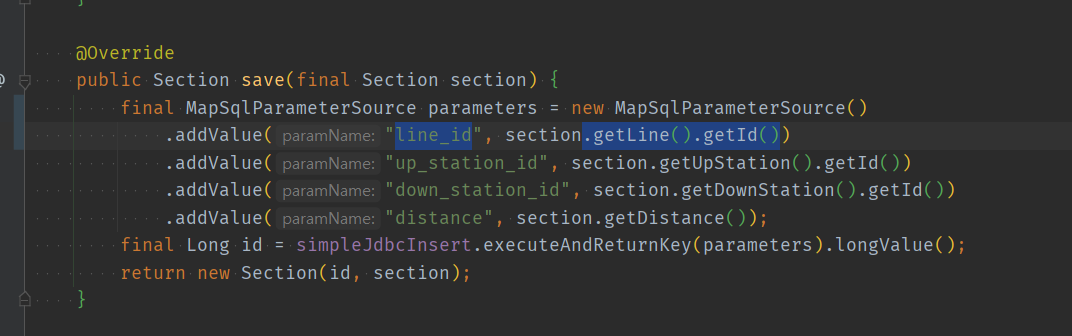 }
@Override
public Section save(final Section section) {
final MapSqlParameterSource parameters = new MapSqlParameterSource()
.addValue( paramName: "line_id", section.getLine().getId())
.addValue( paramName: "up_station_id", section.getUpStation().getId())
.addValue( paramName: "down_station_id", section.getDownStation().getId())
.addValue( paramName: "distance", section.getDistance());
final Long id = simpleJdbcInsert.executeAndReturnKey(parameters).longValue();
return new Section(id, section);
}